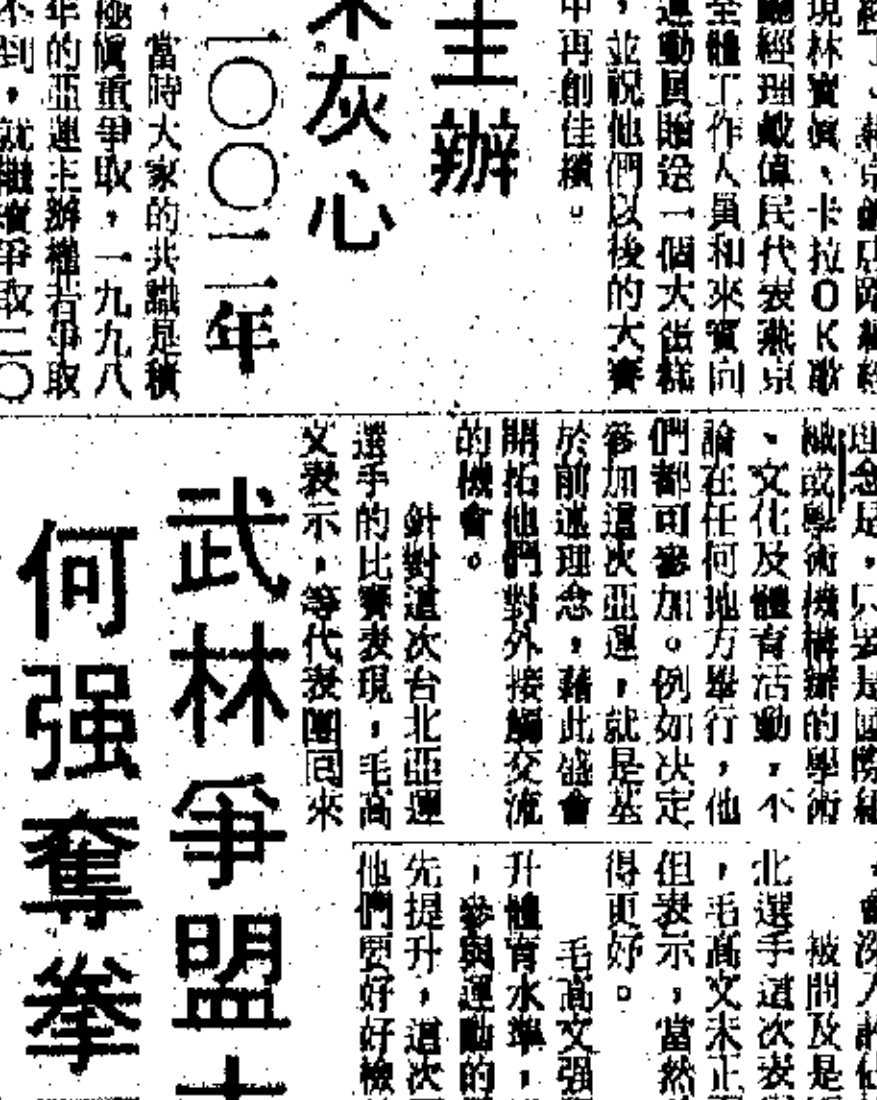 主辦
未灰心
二〇〇二年
現林寶貞、卡拉OK歌
總經理戴偉民代表燕京
全體工作人員和來賓向
運動員贈送一個大蛋糕
，並祝他們以後的大賽
中再創佳績。
，當時大家的共識是積
極慎重爭取，一九九八
年的亞運主辦權若爭取
不到，就繼續爭取二〇
理念是，只要是國際組
織或學術機構辦的學術
、文化及體育活動，不
論在任何地方舉行，他
們都可參加。例如決定
參加這次亞運，就是基
於前述理念，藉此盛會
開拓他們對外接觸交流
的機會。
針對這次台北亞運
選手的比賽表現，毛高
文表示，等代表團回來
被問及是
北選手這次表
，毛高文未正
但表示，當然
得更好。
毛高文强
升體育水準，
，參與運動的
先提升，這次
他們要好好檢
武林爭盟
何强奪拳